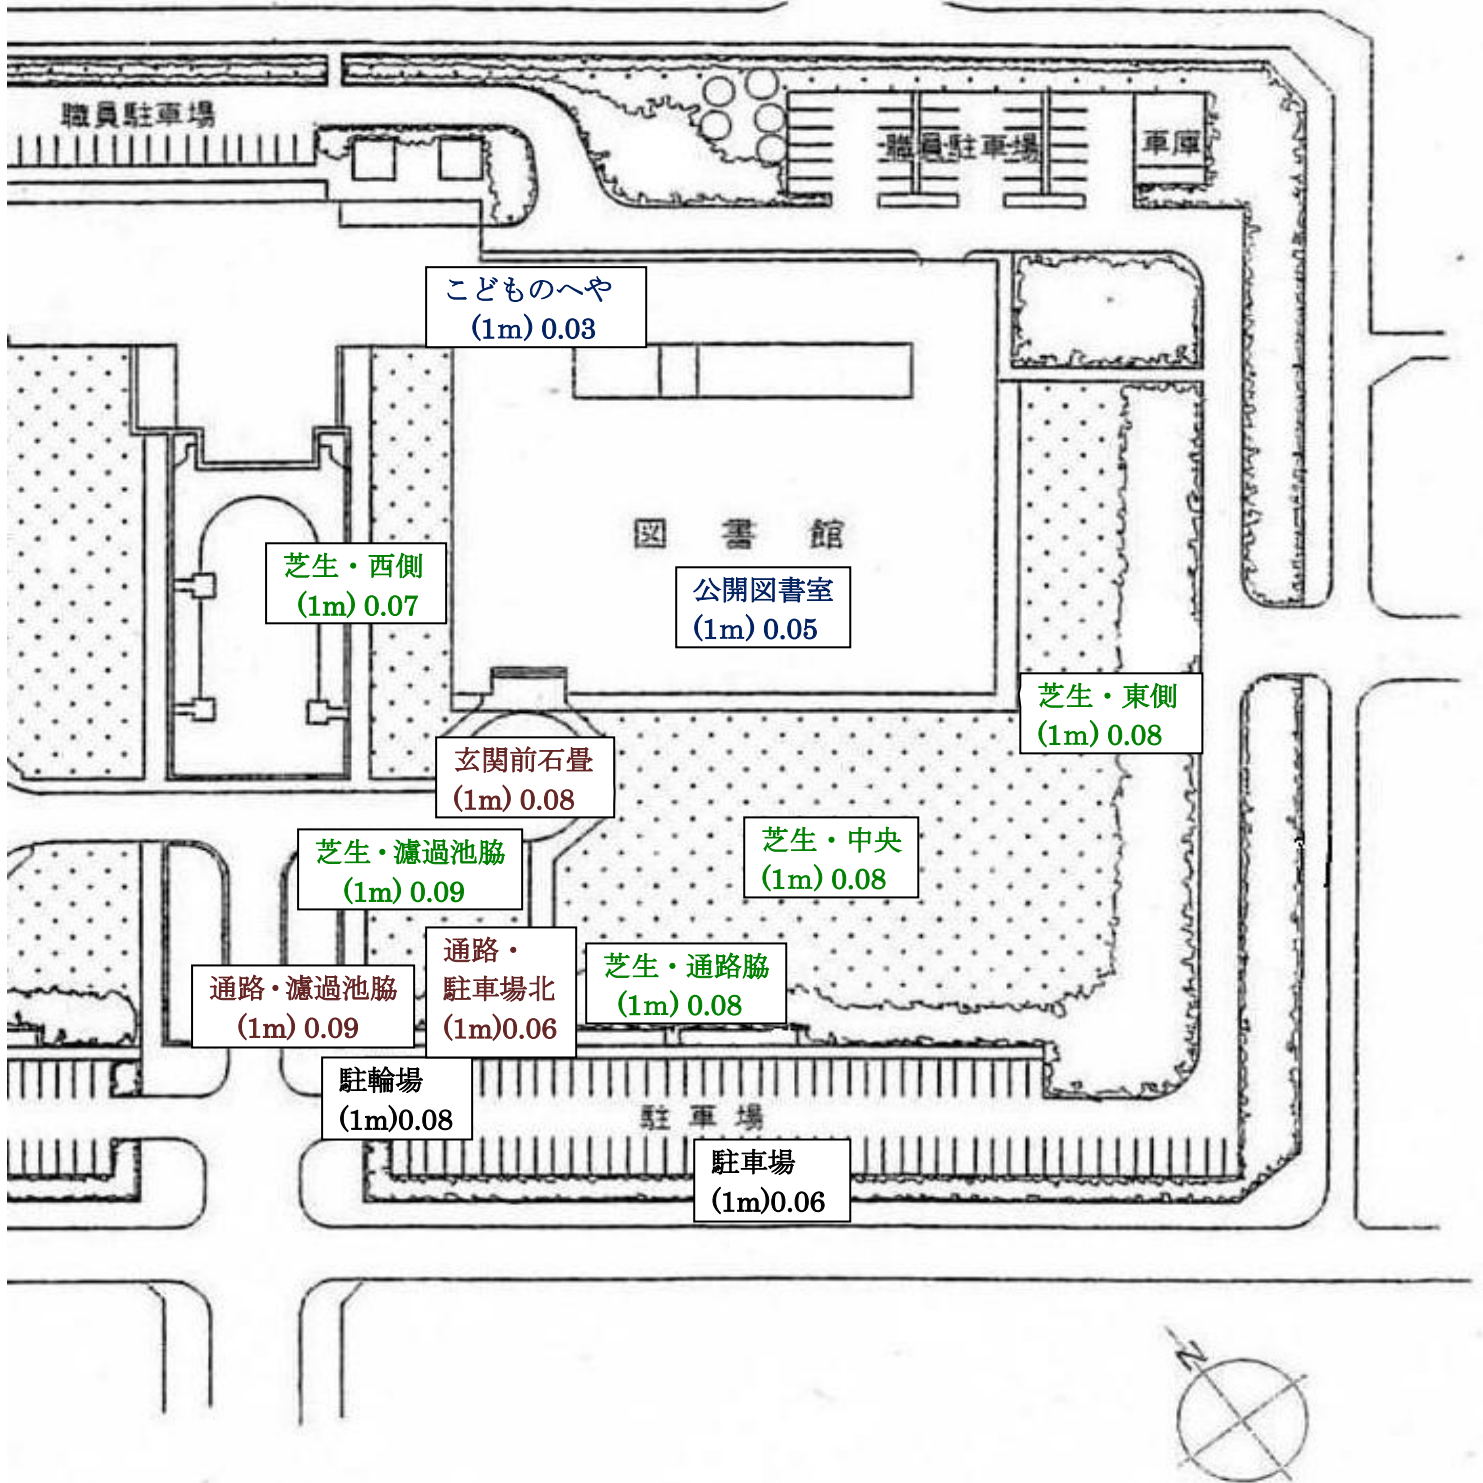 職員駐車場
職員駐車場
車庫
こどものへや
(1m) 0.03
図書館
芝生・西側
(1m) 0.07
公開図書室
(1m) 0.05
芝生・東側
(1m) 0.08
玄関前石畳
(1m) 0.08
芝生・濾過池脇
(1m) 0.09
芝生・中央
(1m) 0.08
通路・
駐車場北
(1m)0.06
芝生・通路脇
(1m) 0.08
通路・濾過池脇
(1m) 0.09
駐輪場
(1m)0.08
駐車場
駐車場
(1m)0.06
N